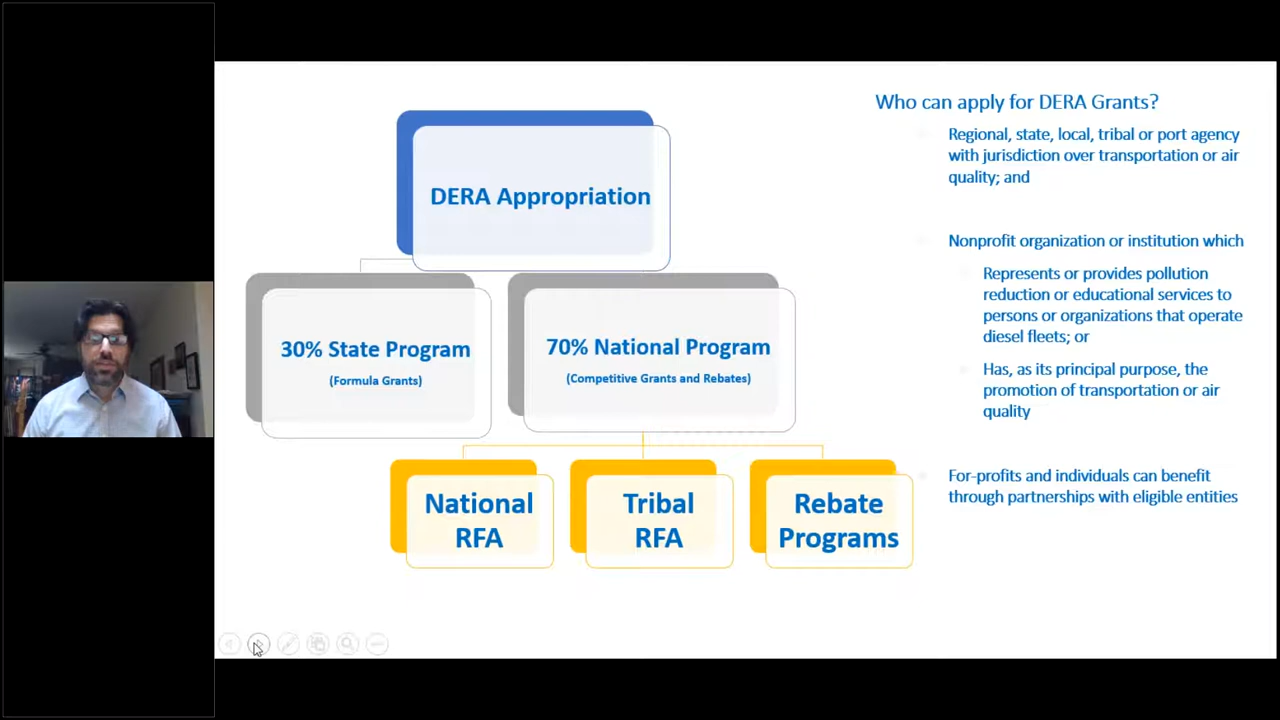 DERA Appropriation
30% State Program
(Formula Grants)
70% National Program
(Competitive Grants and Rebates)
National
RFA
Tribal
RFA
Rebate
Programs
Who can apply for DERA Grants?
Regional, state, local, tribal or port agency
with jurisdiction over transportation or air
quality; and
Nonprofit organization or institution which
Represents or provides pollution
reduction or educational services to
persons or organizations that operate
diesel fleets; or
Has, as its principal purpose, the
promotion of transportation or air
quality
For-profits and individuals can benefit
through partnerships with eligible entities